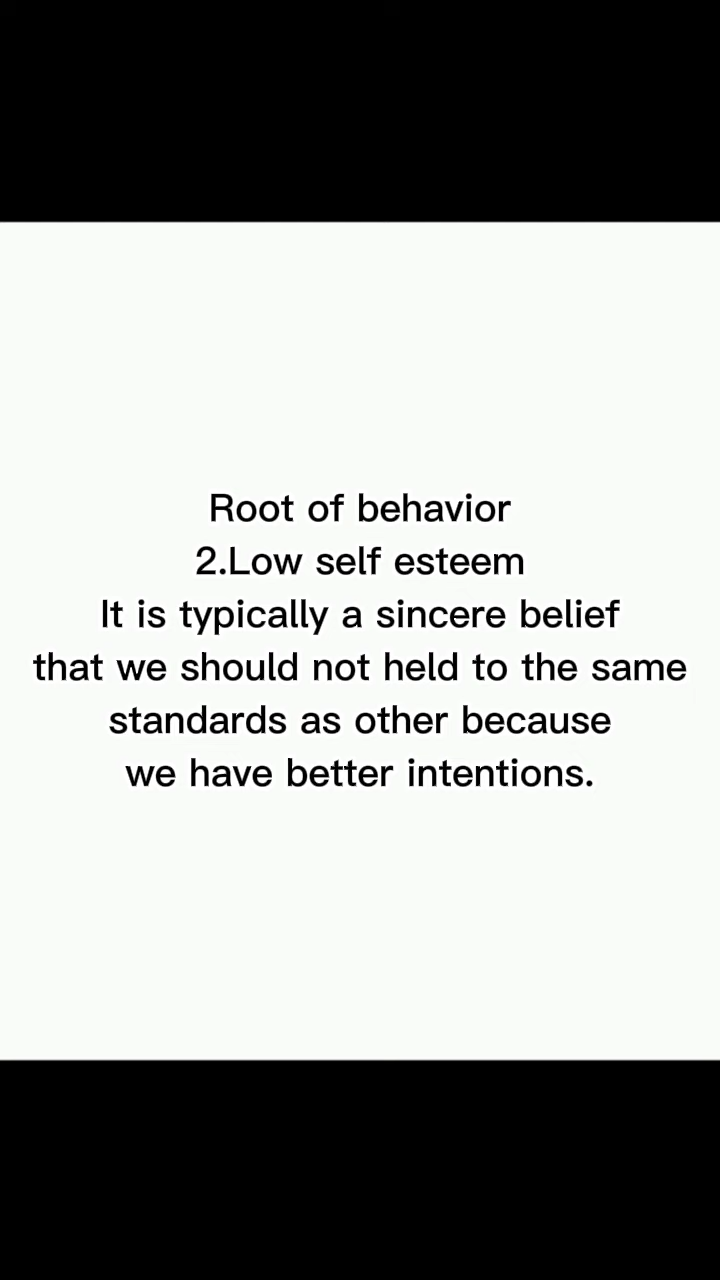 Root of behavior
2.Low self esteem
It is typically a sincere belief
that we should not held to the same
standards as other because
we have better intentions.